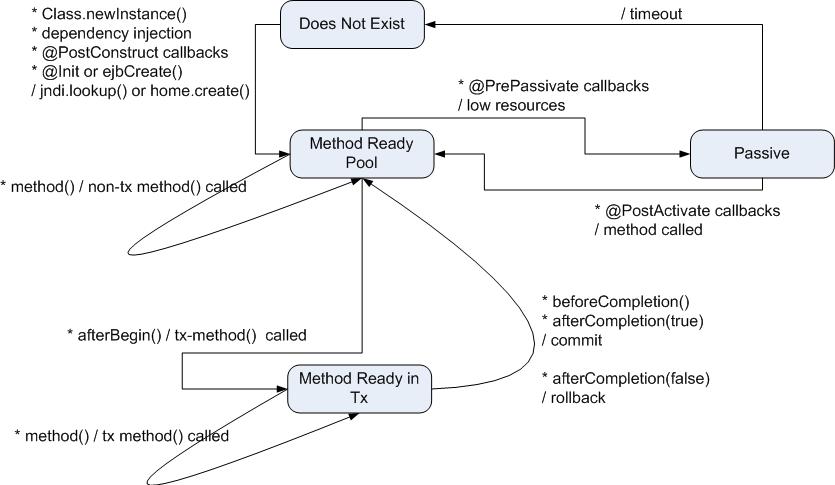 * Class.newInstance()
* dependency injection
* @PostConstruct callbacks
* @Init or ejbCreate()
/ jndi.lookup() or home.create()
Does Not Exist
/ timeout
* @PrePassivate callbacks
/ low resources
Method Ready
Pool
Passive
* method() / non-tx method() called
* @PostActivate callbacks
/ method called
* beforeCompletion()
* afterCompletion(true)
/ commit
* afterBegin() / tx-method()  called
* afterCompletion(false)
/ rollback
Method Ready in
Tx
* method() / tx method() called